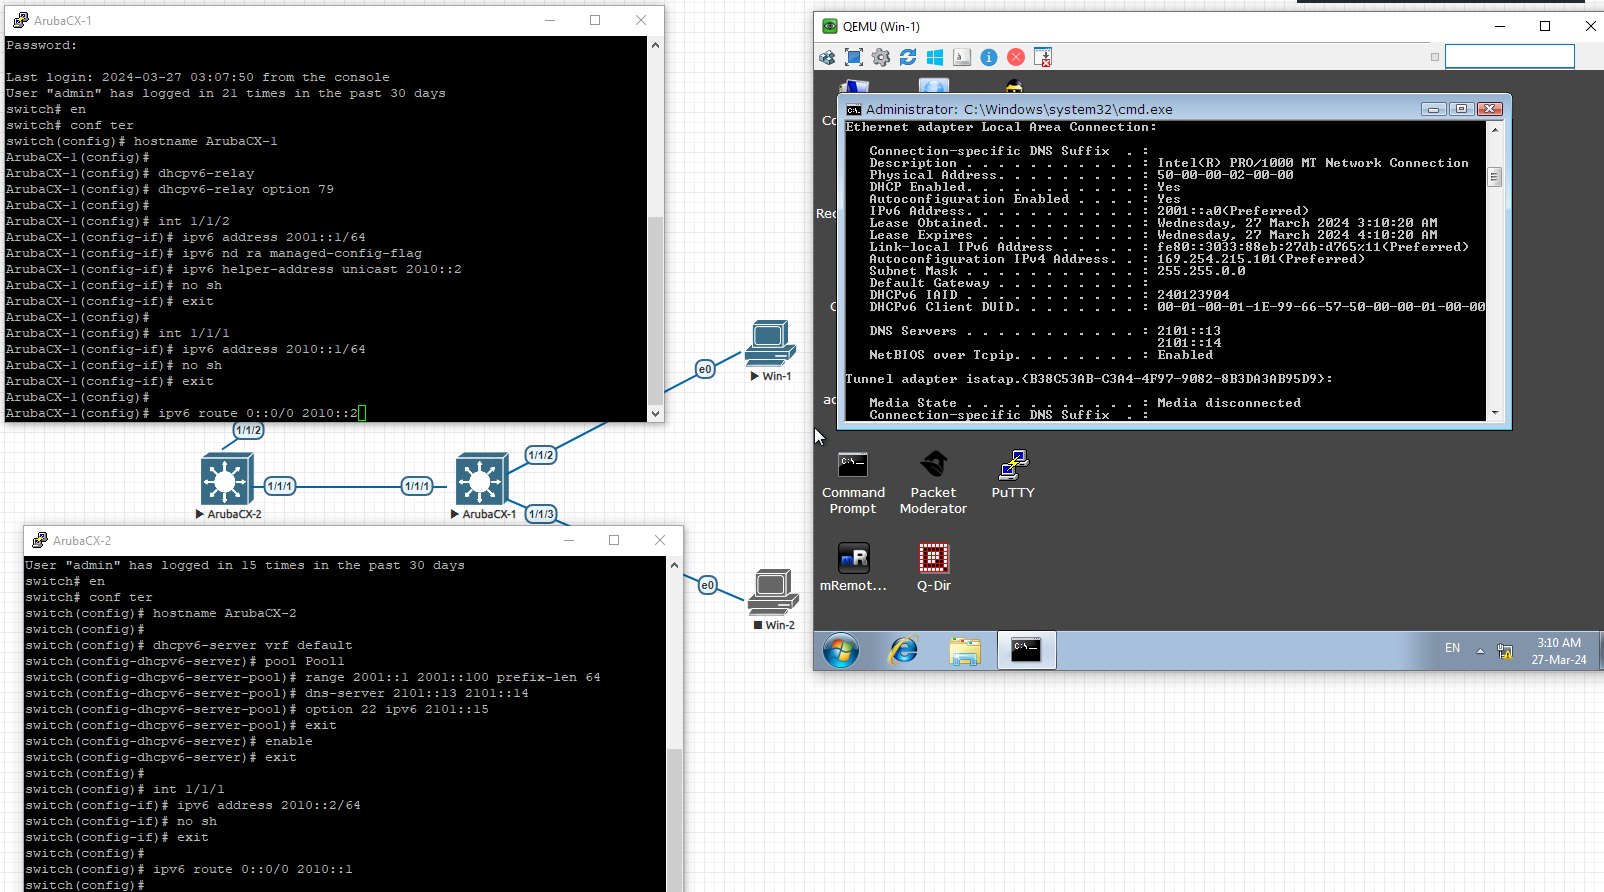 ArubaCX-1
Password:
Last login: 2024-03-27 03:07:50 from the console
User "admin" has logged in 21 times in the past 30 days
switch# en
switch# conf ter
switch(config)# hostname ArubaCX-1
ArubaCX-1(config)#
ArubaCX-1(config)# dhcpv6-relay
ArubaCX-1(config)# dhcpv6-relay option 79
ArubaCX-1(config)#
ArubaCX-1(config)# int 1/1/2
ArubaCX-1(config-if)# ipv6 address 2001::1/64
ArubaCX-1(config-if)# ipv6 nd ra managed-config-flag
ArubaCX-1(config-if)# ipv6 helper-address unicast 2010::2
ArubaCX-1(config-if)# no sh
ArubaCX-1(config-if)# exit
ArubaCX-1(config)#
ArubaCX-1(config)# int 1/1/1
ArubaCX-1(config-if)# ipv6 address 2010::1/64
ArubaCX-1(config-if)# no sh
ArubaCX-1(config-if)# exit
ArubaCX-1(config)#
ArubaCX-1(config)# ipv6 route 0::0/0 2010::2
e0
Win-1
1/1/2
1/1/2
1/1/1
1/1/1
ArubaCX-2
ArubaCX-1
1/1/3
e0
Win-2
ArubaCX-2
User "admin" has logged in 15 times in the past 30 days
switch# en
switch# conf ter
switch(config)# hostname ArubaCX-2
switch(config)#
switch(config)# dhcpv6-server vrf default
switch(config-dhcpv6-server)# pool Pool1
switch(config-dhcpv6-server-pool)# range 2001::1 2001::100 prefix-len 64
switch(config-dhcpv6-server-pool)# dns-server 2101::13 2101::14
switch(config-dhcpv6-server-pool)# option 22 ipv6 2101::15
switch(config-dhcpv6-server-pool)# exit
switch(config-dhcpv6-server)# enable
switch(config-dhcpv6-server)# exit
switch(config)#
switch(config)# int 1/1/1
switch(config-if)# ipv6 address 2010::2/64
switch(config-if)# no sh
switch(config-if)# exit
switch(config)#
switch(config)# ipv6 route 0::0/0 2010::1
switch(config)#
QEMU (Win-1)
Administrator: C:\Windows\system32\cmd.exe
Ethernet adapter Local Area Connection:
Connection-specific DNS Suffix . :
Description . . . . . . . . . . . : Intel(R) PRO/1000 MT Network Connection
Physical Address. . . . . . . . . : 50-00-00-02-00-00
DHCP Enabled. . . . . . . . . . . : Yes
Autoconfiguration Enabled . . . . : Yes
IPv6 Address. . . . . . . . . . . : 2001::a0(Preferred)
Lease Obtained. . . . . . . . . . : Wednesday, 27 March 2024 3:10:20 AM
Lease Expires . . . . . . . . . . : Wednesday, 27 March 2024 4:10:20 AM
Link-local IPv6 Address . . . . . : fe80::3033:88eb:27db:d765%11(Preferred)
Autoconfiguration IPv4 Address. . : 169.254.215.101(Preferred)
Subnet Mask . . . . . . . . . . . : 255.255.0.0
Default Gateway . . . . . . . . . :
DHCPv6 IAID . . . . . . . . . . . : 240123904
DHCPv6 Client DUID. . . . . . . . : 00-01-00-01-1E-99-66-57-50-00-00-01-00-00
DNS Servers . . . . . . . . . . . : 2101::13
2101::14
NetBIOS over Tcpip. . . . . . . . : Enabled
Tunnel adapter isatap.{B38C53AB-C3A4-4F97-9082-8B3DA3AB95D9}:
Media State . . . . . . . . . . . : Media disconnected
Connection-specific DNS Suffix . :
Command Prompt
Packet Moderator
PuTTY
mRemot...
Q-Dir
EN
3:10 AM
27-Mar-24